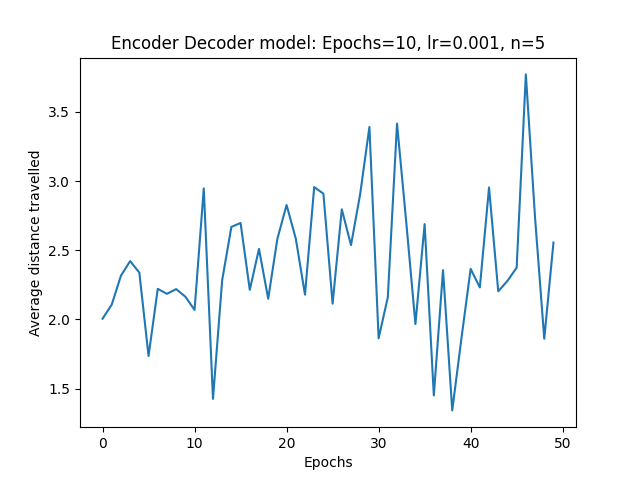 Encoder Decoder model: Epochs=10, lr=0.001, n=5
Average distance travelled
3.5
3.0
2.5
2.0
1.5
0 10 20 30 40 50
Epochs